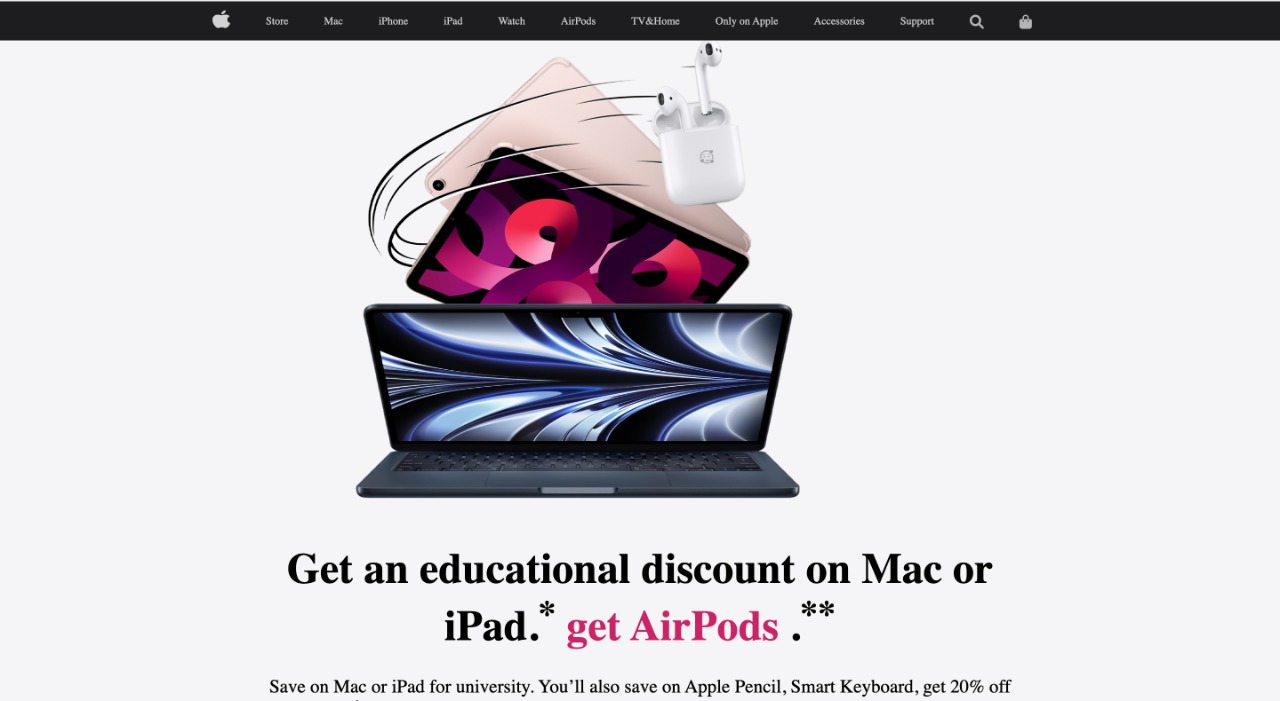 Store Mac iPhone iPad Watch AirPods TV&Home Only on Apple Accessories Support
Get an educational discount on Mac or
iPad.* get AirPods .**
Save on Mac or iPad for university. You’ll also save on Apple Pencil, Smart Keyboard, get 20% off